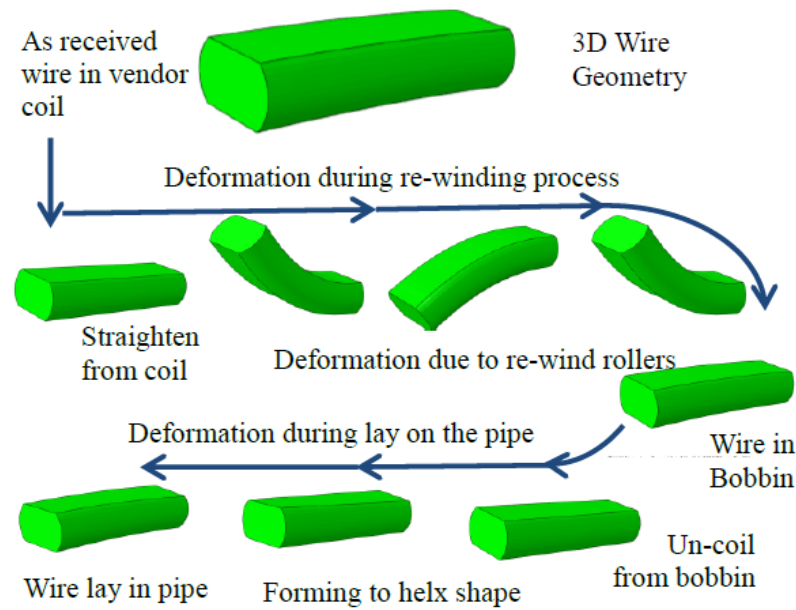 As received
wire in vendor
coil
3D Wire
Geometry
Deformation during re-winding process
Straighten
from coil
Deformation due to re-wind rollers
Deformation during lay on the pipe
Wire in
Bobbin
Wire lay in pipe
Forming to helx shape
Un-coil
from bobbin